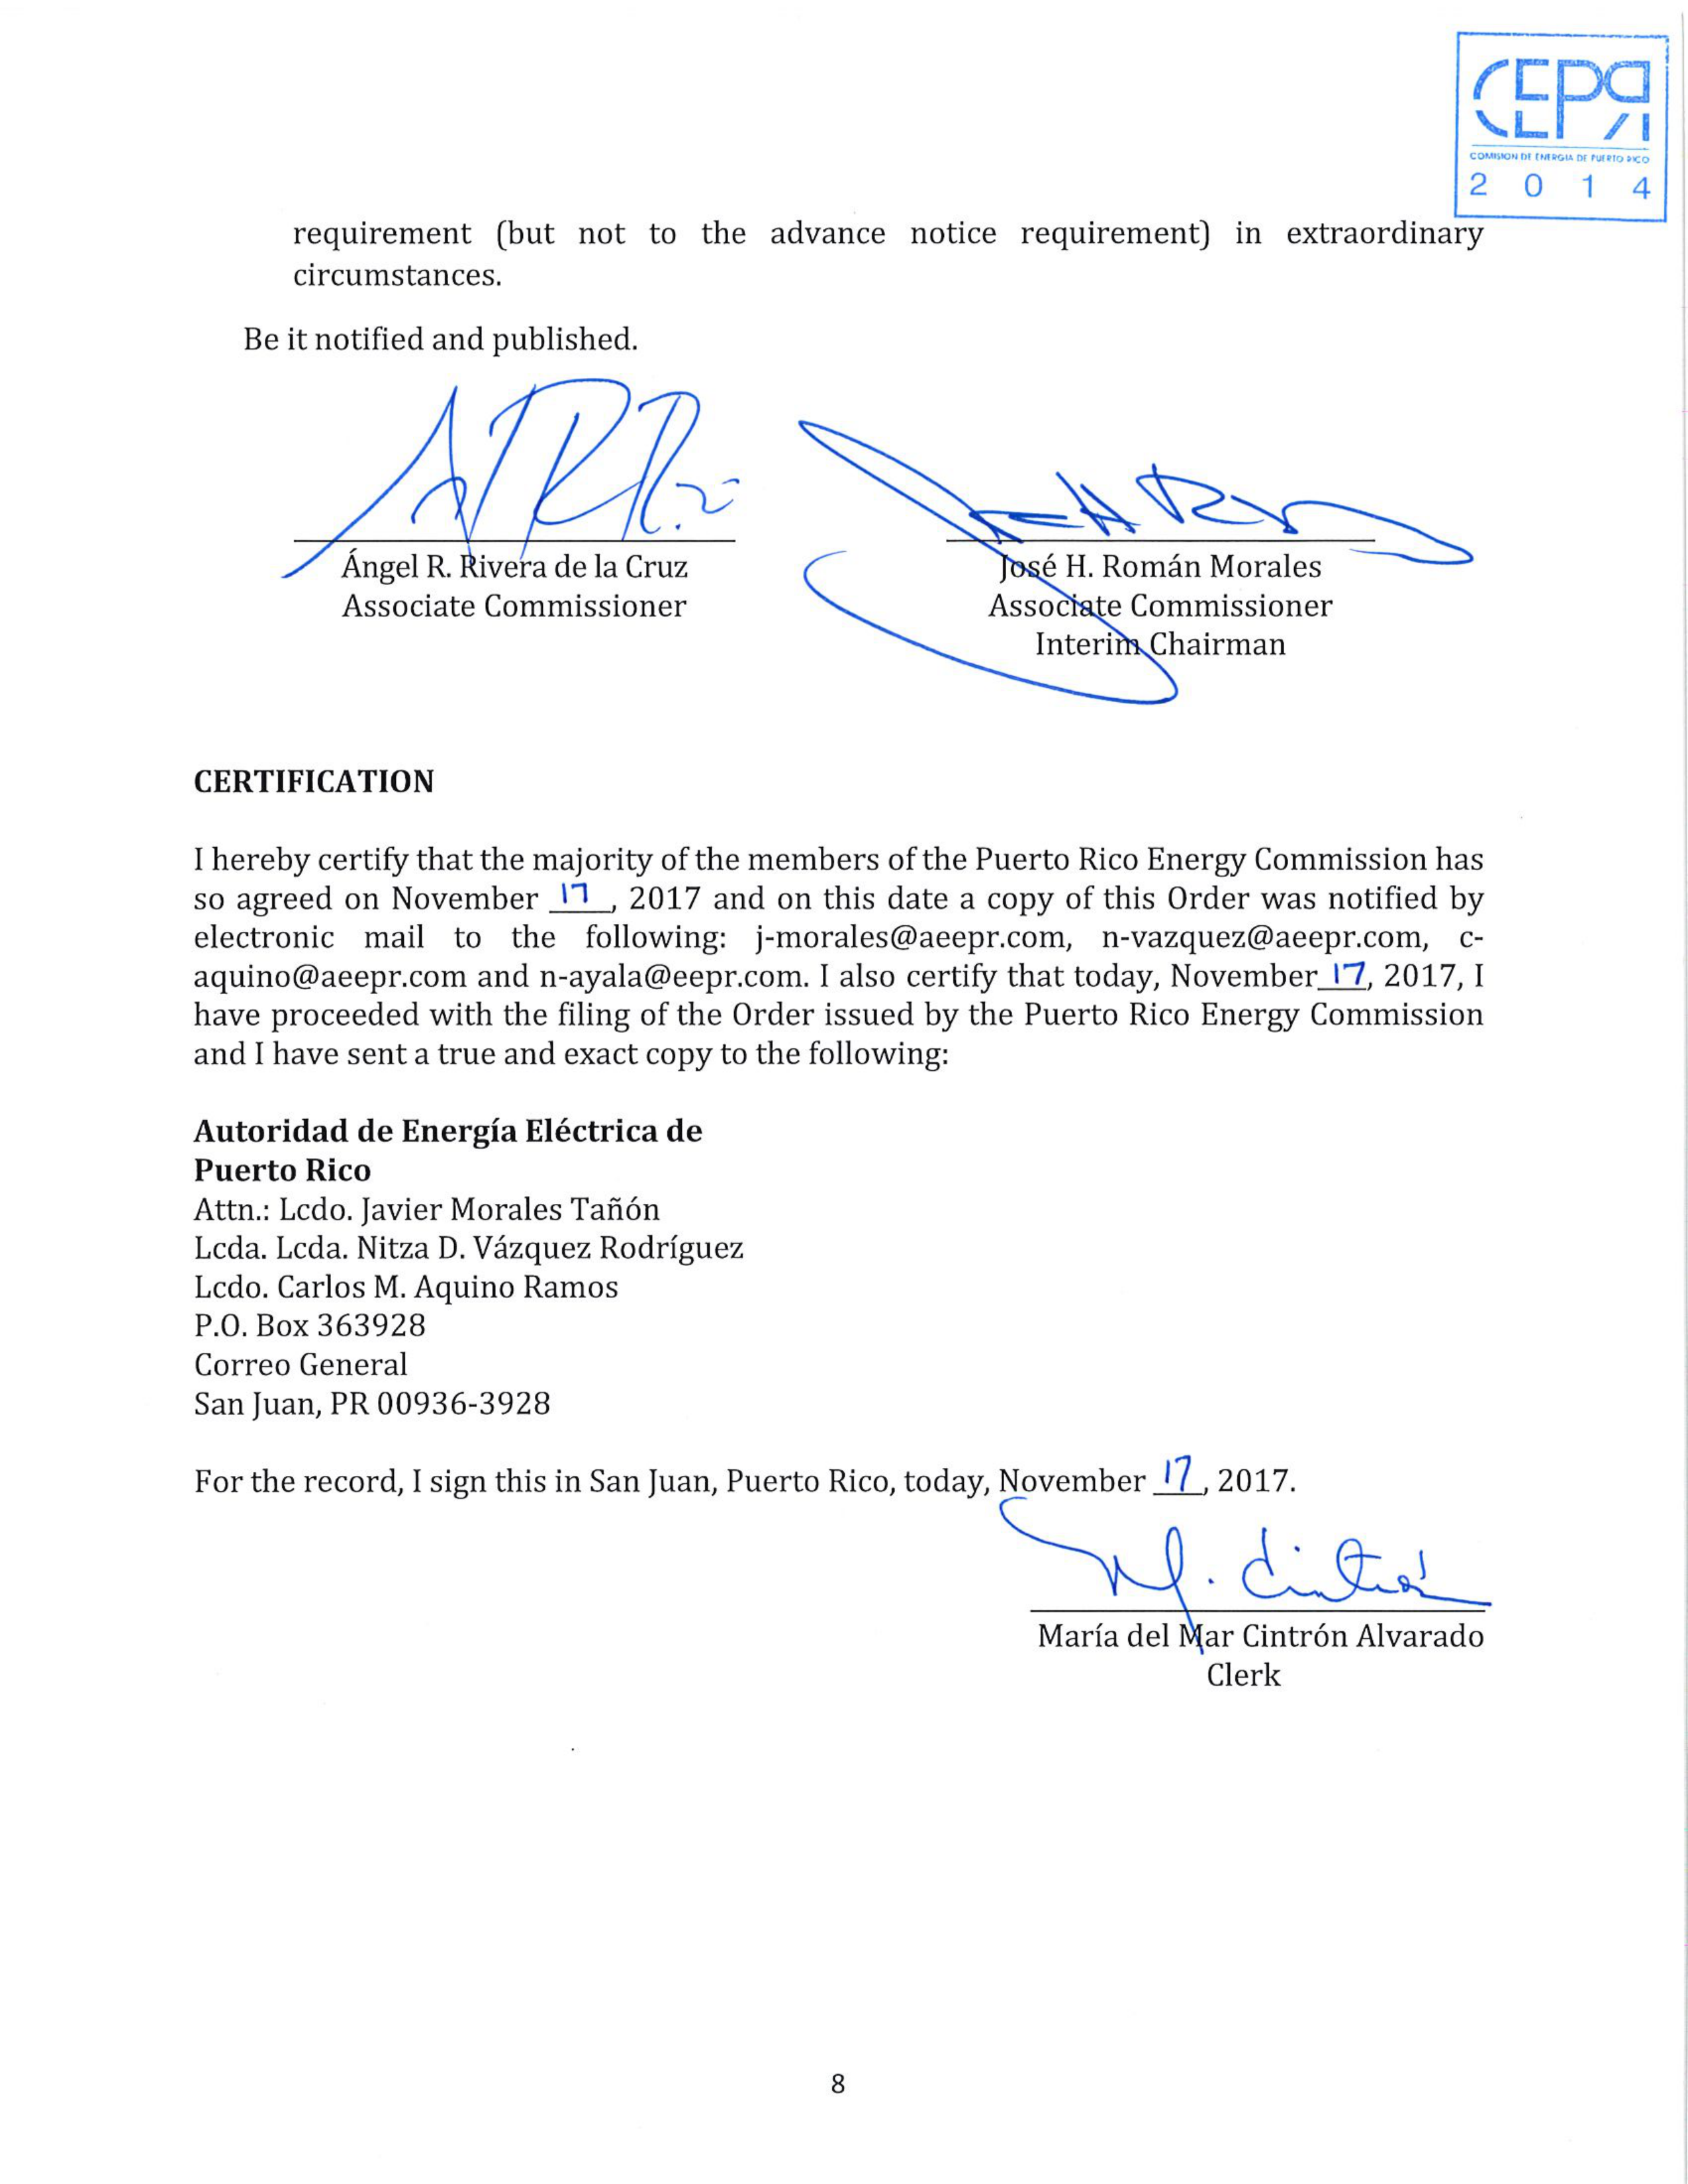 CEPR
COMISION DE ENERGIA DE PUERTO RICO
2 0 1 4
requirement (but not to the advance notice requirement) in extraordinary
circumstances.
Be it notified and published.
Ángel R. Rivera de la Cruz
Associate Commissioner
José H. Román Morales
Associate Commissioner
Interim Chairman
CERTIFICATION
I hereby certify that the majority of the members of the Puerto Rico Energy Commission has
so agreed on November 17, 2017 and on this date a copy of this Order was notified by
electronic mail to the following: j-morales@aeepr.com, n-vazquez@aeepr.com, c-
aquino@aeepr.com and n-ayala@eepr.com. I also certify that today, November 17, 2017, I
have proceeded with the filing of the Order issued by the Puerto Rico Energy Commission
and I have sent a true and exact copy to the following:
Autoridad de Energía Eléctrica de
Puerto Rico
Attn.: Lcdo. Javier Morales Tañón
Lcda. Lcda. Nitza D. Vázquez Rodríguez
Lcdo. Carlos M. Aquino Ramos
P.O. Box 363928
Correo General
San Juan, PR 00936-3928
For the record, I sign this in San Juan, Puerto Rico, today, November 17, 2017.
M. Cintrón
María del Mar Cintrón Alvarado
Clerk
8